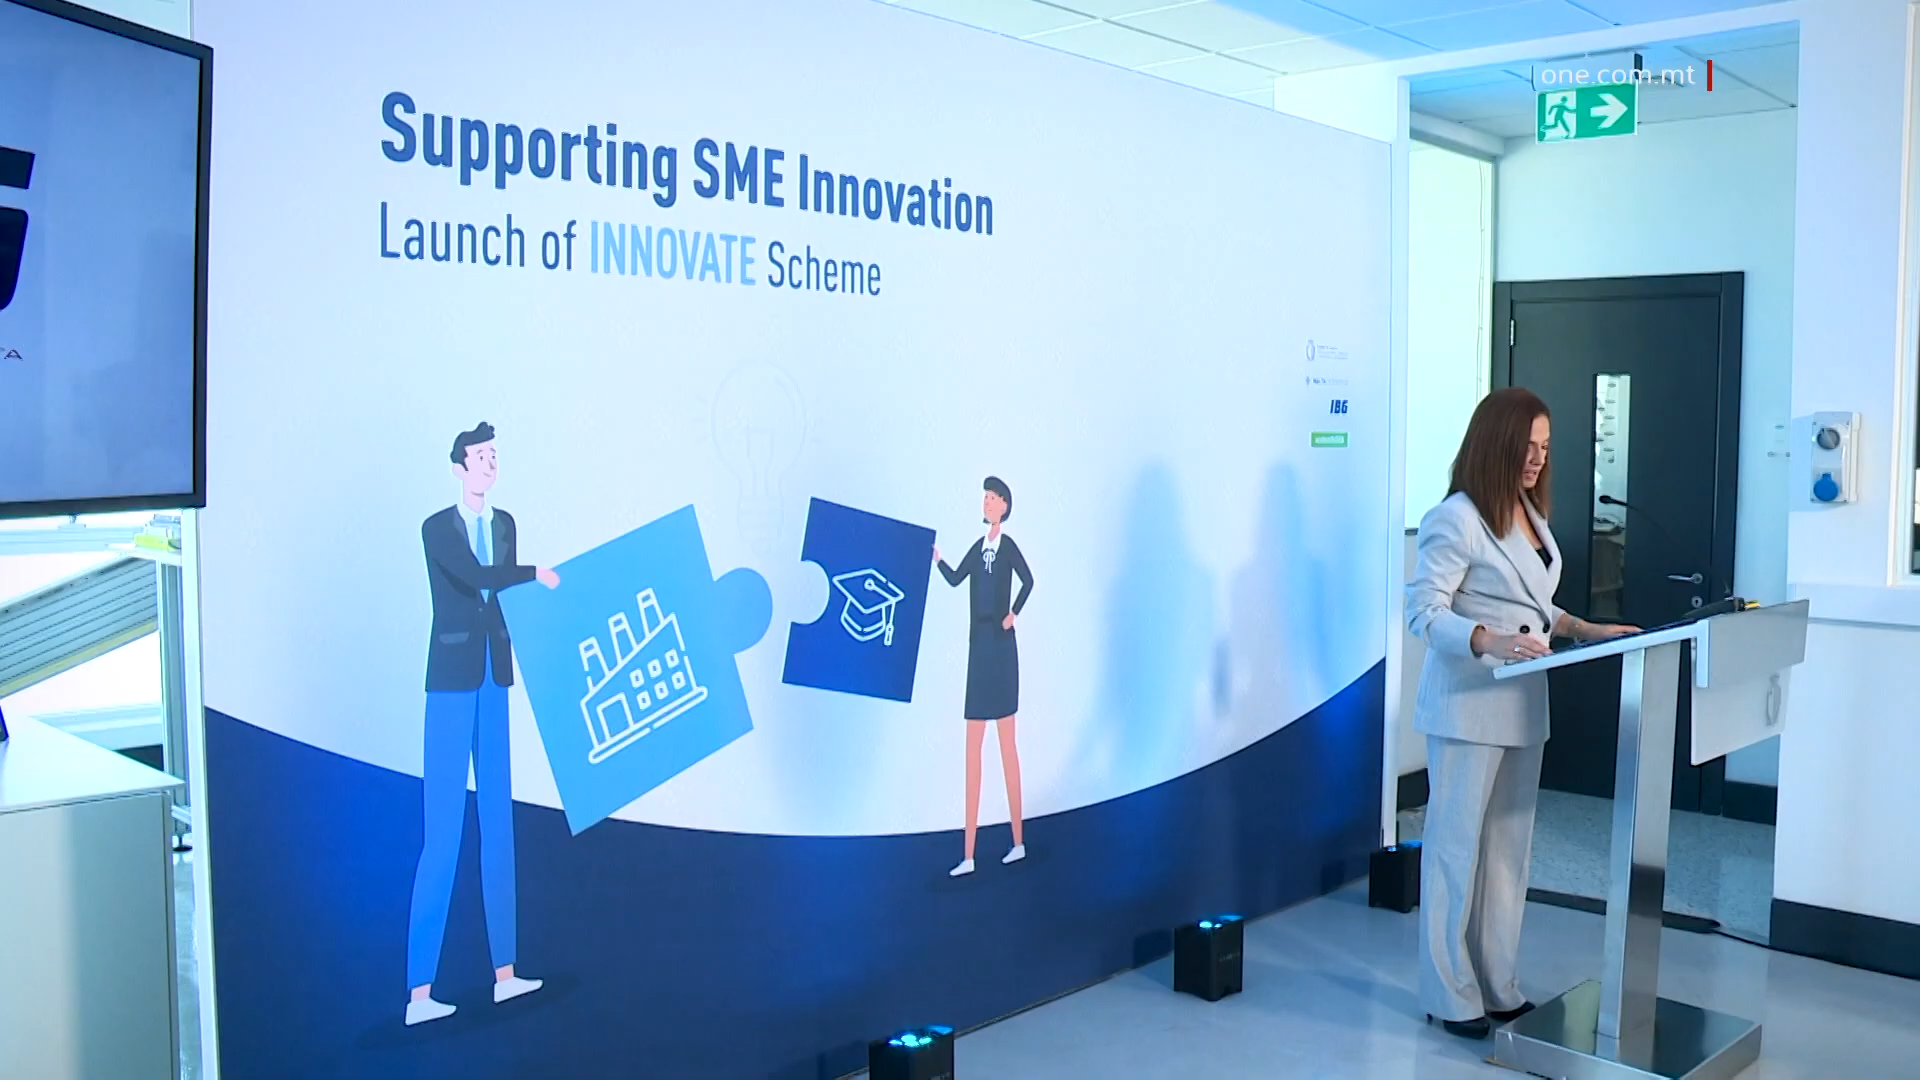 one.com.mt
Supporting SME Innovation
Launch of INNOVATE Scheme
IBG